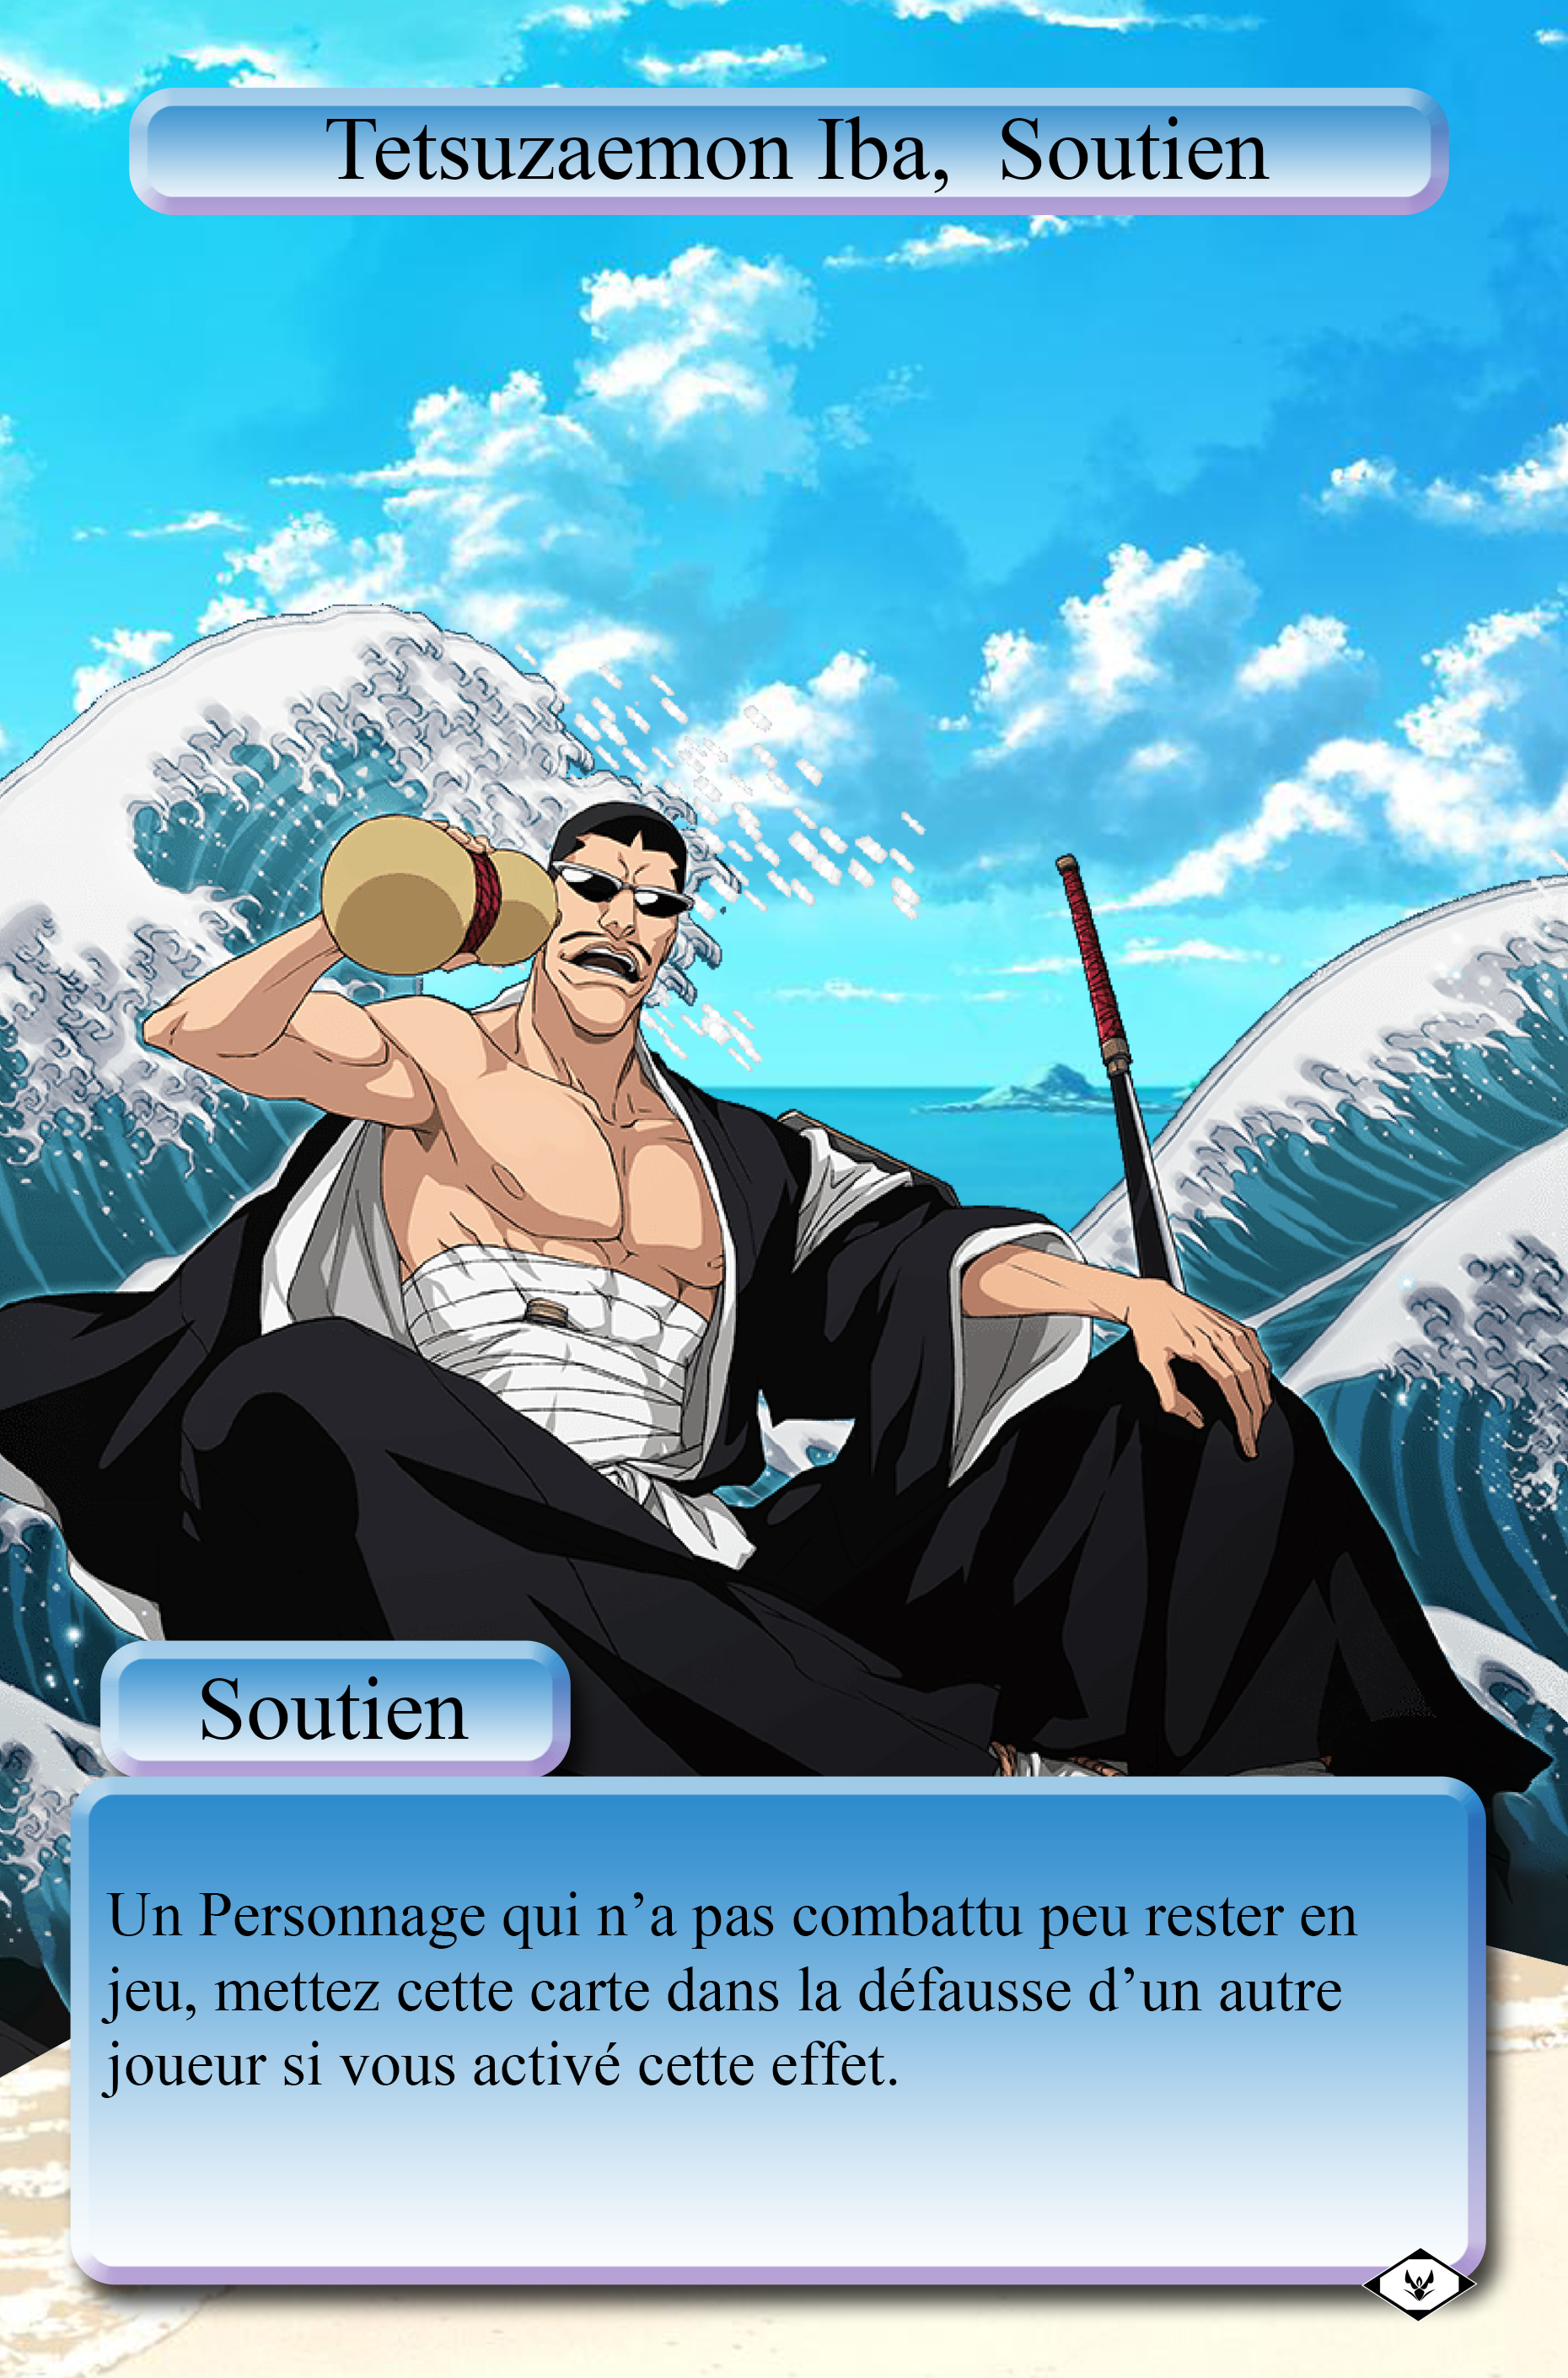 Tetsuzaemon Iba,  Soutien
Soutien
Un Personnage qui n’a pas combattu peu rester en
jeu, mettez cette carte dans la défausse d’un autre
joueur si vous activé cette effet.